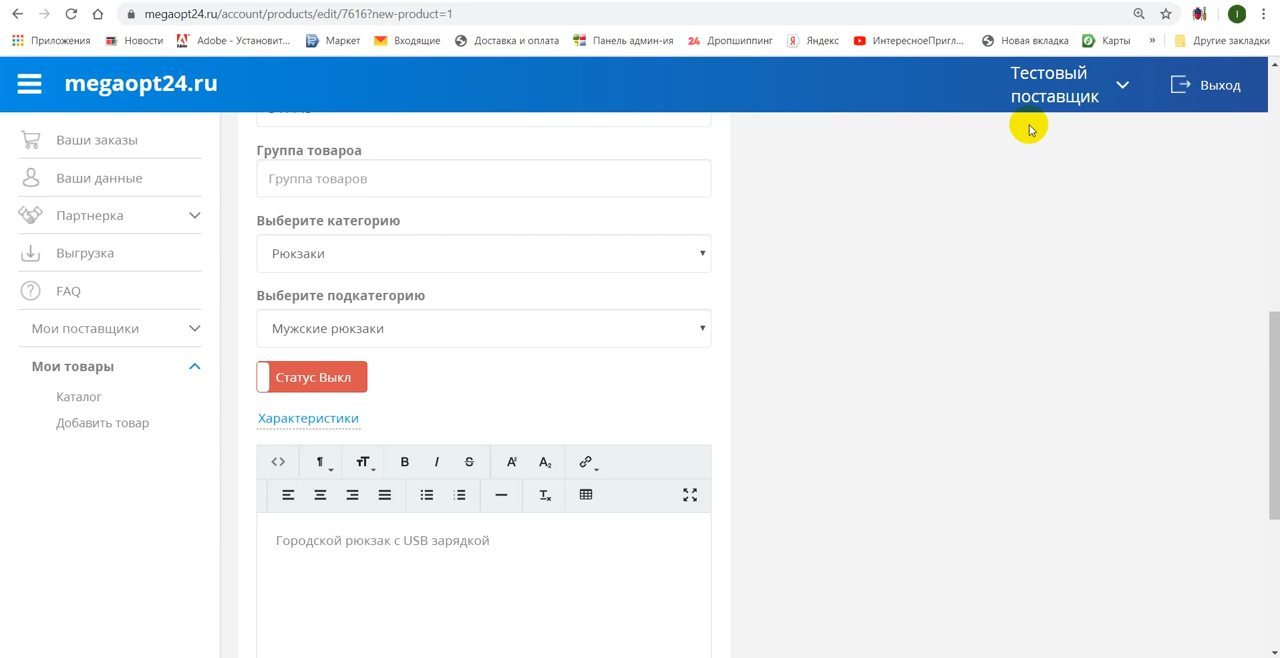 megaopt24.ru/account/products/edit/7616?new-product=1
I
Приложения Новости Adobe - Установит... Маркет Входящие Доставка и оплата Панель админ-ия 24 Дропшиппинг Я Яндекс ИнтересноеПригл... Новая вкладка Карты » Другие закладки
megaopt24.ru
Тестовый
поставщик
Выход
Ваши заказы
Ваши данные
Партнерка
Выгрузка
FAQ
Мои поставщики
Мои товары
Каталог
Добавить товар
Группа товароа
Группа товаров
Выберите категорию
Рюкзаки
Выберите подкатегорию
Мужские рюкзаки
Статус Выкл
Характеристики
Городской рюкзак с USB зарядкой